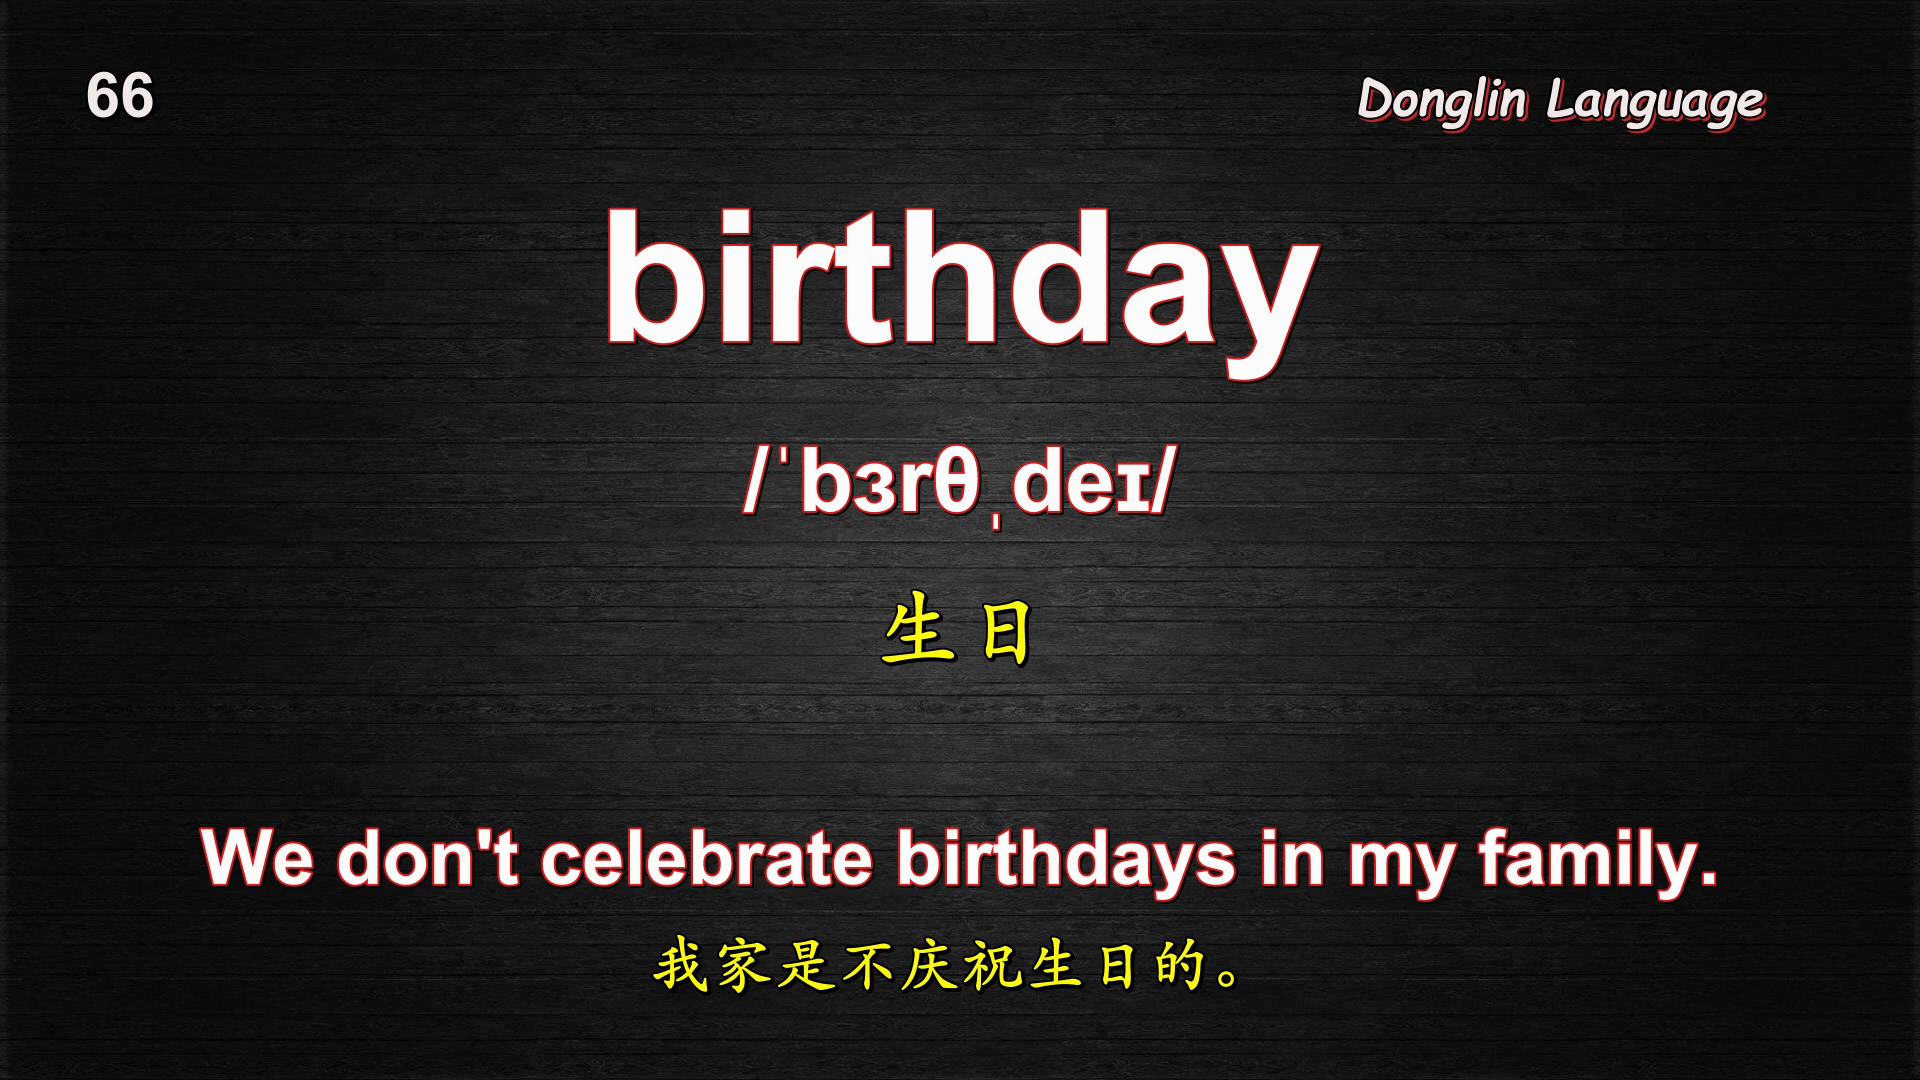 66
Donglin Language
birthday
/ˈbɜrθˌdeɪ/
生日
We don't celebrate birthdays in my family.
我家是不庆祝生日的。